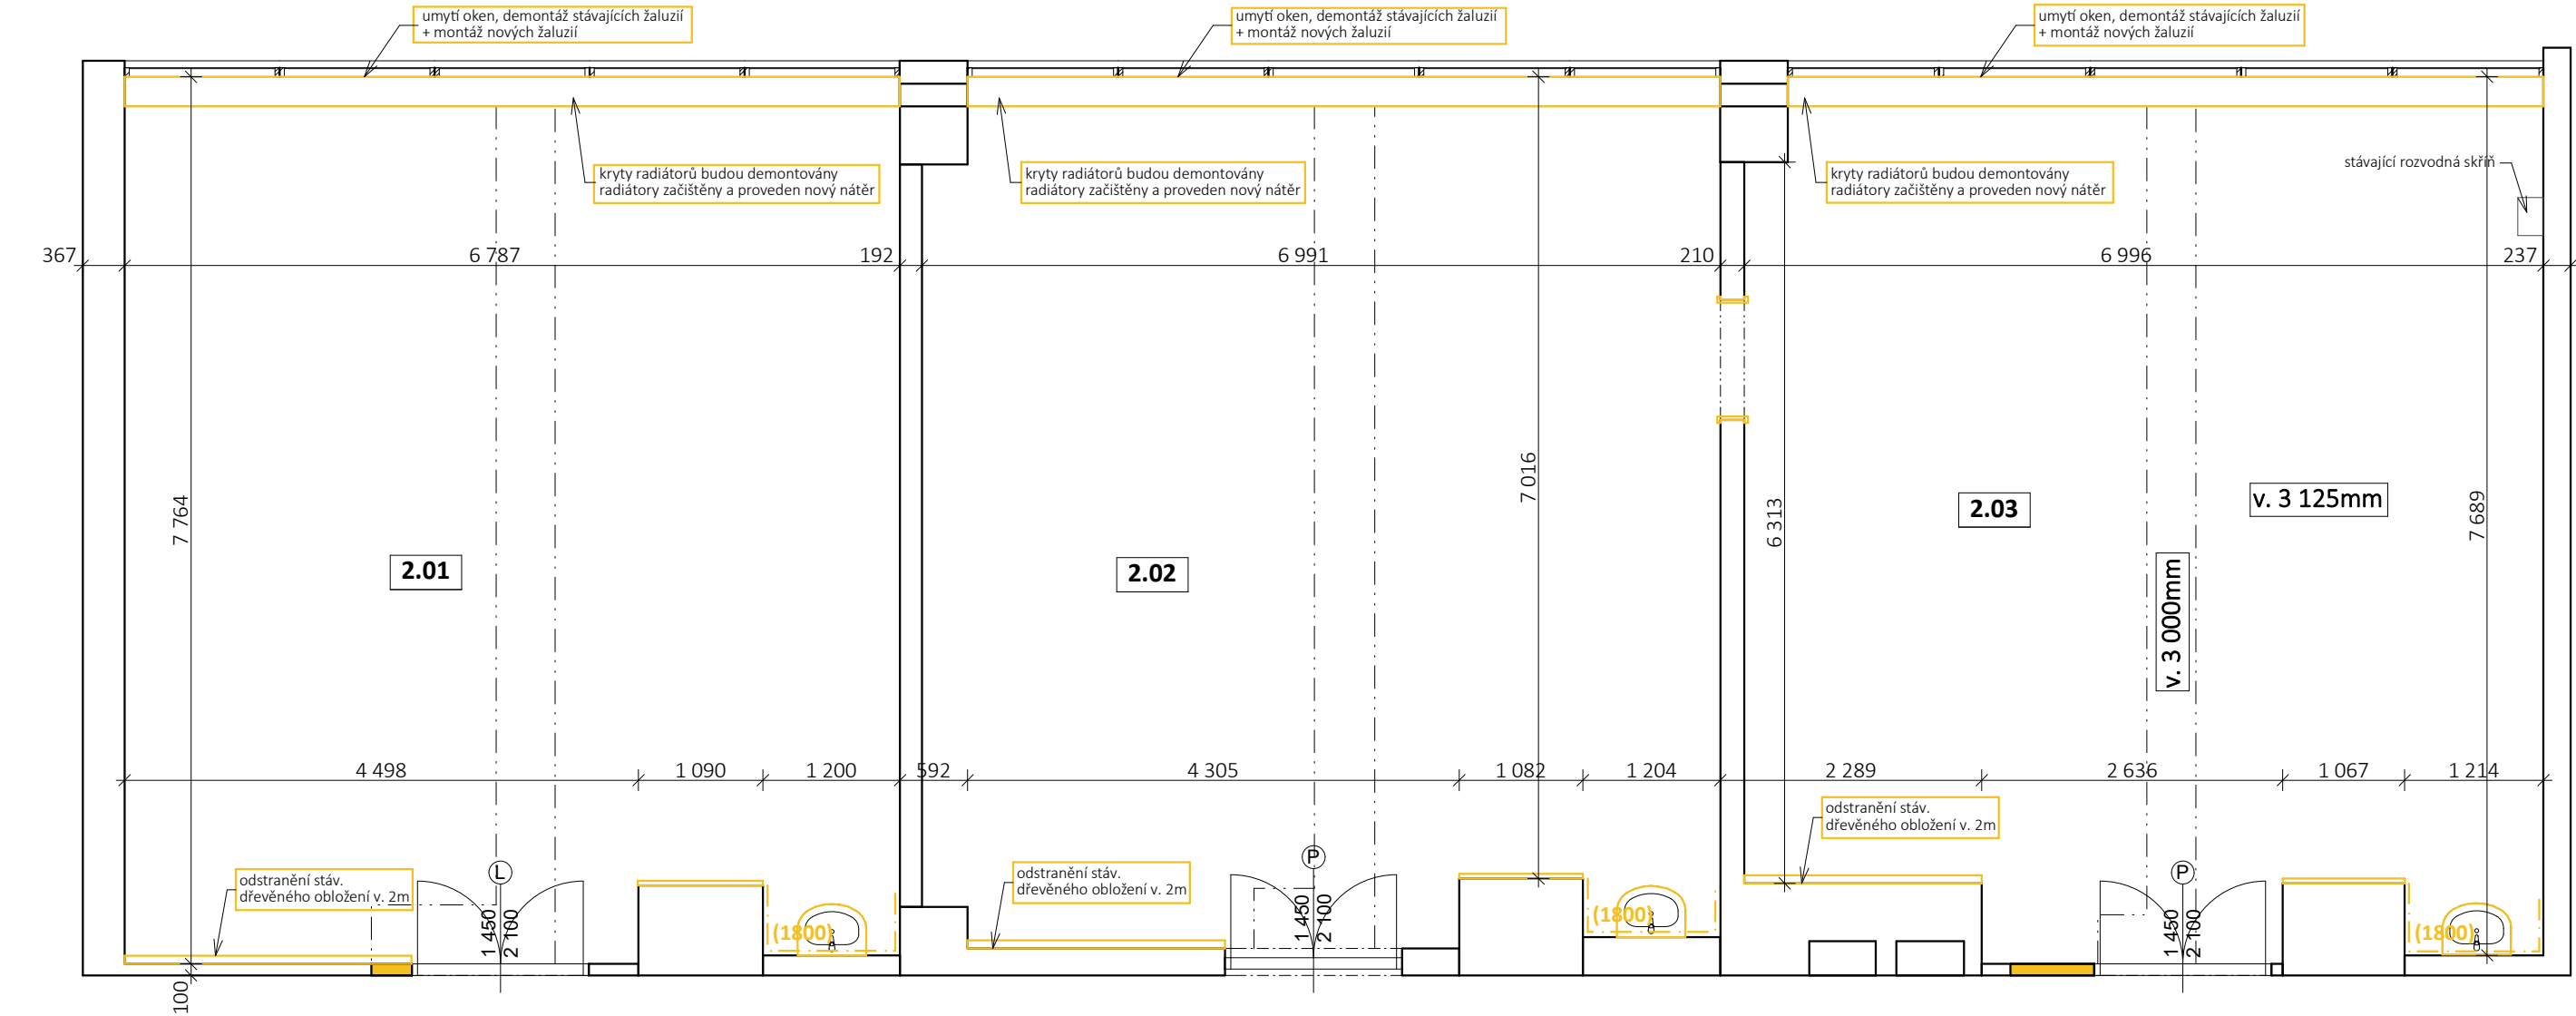 umytí oken, demontáž stávajících žaluzií
+ montáž nových žaluzií
umytí oken, demontáž stávajících žaluzií
+ montáž nových žaluzií
umytí oken, demontáž stávajících žaluzií
+ montáž nových žaluzií
kryty radiátorů budou demontovány
radiátory začištěny a proveden nový nátěr
kryty radiátorů budou demontovány
radiátory začištěny a proveden nový nátěr
kryty radiátorů budou demontovány
radiátory začištěny a proveden nový nátěr
stávající rozvodná skříň
367
6 787
192
6 991
210
6 996
237
7 764
7 016
6 313
7 689
2.01
2.02
2.03
v. 3 125mm
v. 3 000mm
4 498
1 090
1 200
592
4 305
1 082
1 204
2 289
2 636
1 067
1 214
odstranění stáv.
dřevěného obložení v. 2m
odstranění stáv.
dřevěného obložení v. 2m
odstranění stáv.
dřevěného obložení v. 2m
L
1 450
2 100
(1800)
P
1 450
2 100
(1800)
P
1 450
2 100
(1800)
100